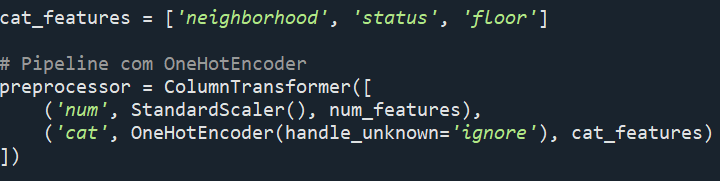 cat_features = ['neighborhood', 'status', 'floor']
# Pipeline com OneHotEncoder
preprocessor = ColumnTransformer([
    ('num', StandardScaler(), num_features),
    ('cat', OneHotEncoder(handle_unknown='ignore'), cat_features)
])